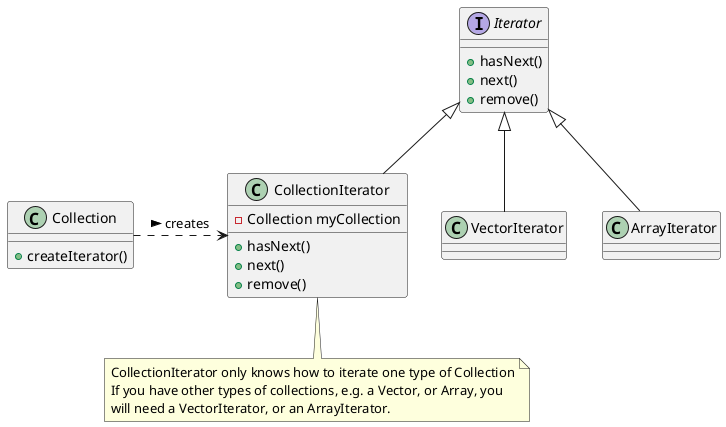 I Iterator
hasNext()
next()
remove()
C CollectionIterator
Collection myCollection
hasNext()
next()
remove()
C Collection
createIterator()
creates
C VectorIterator
C ArrayIterator
CollectionIterator only knows how to iterate one type of Collection
If you have other types of collections, e.g. a Vector, or Array, you
will need a VectorIterator, or an ArrayIterator.